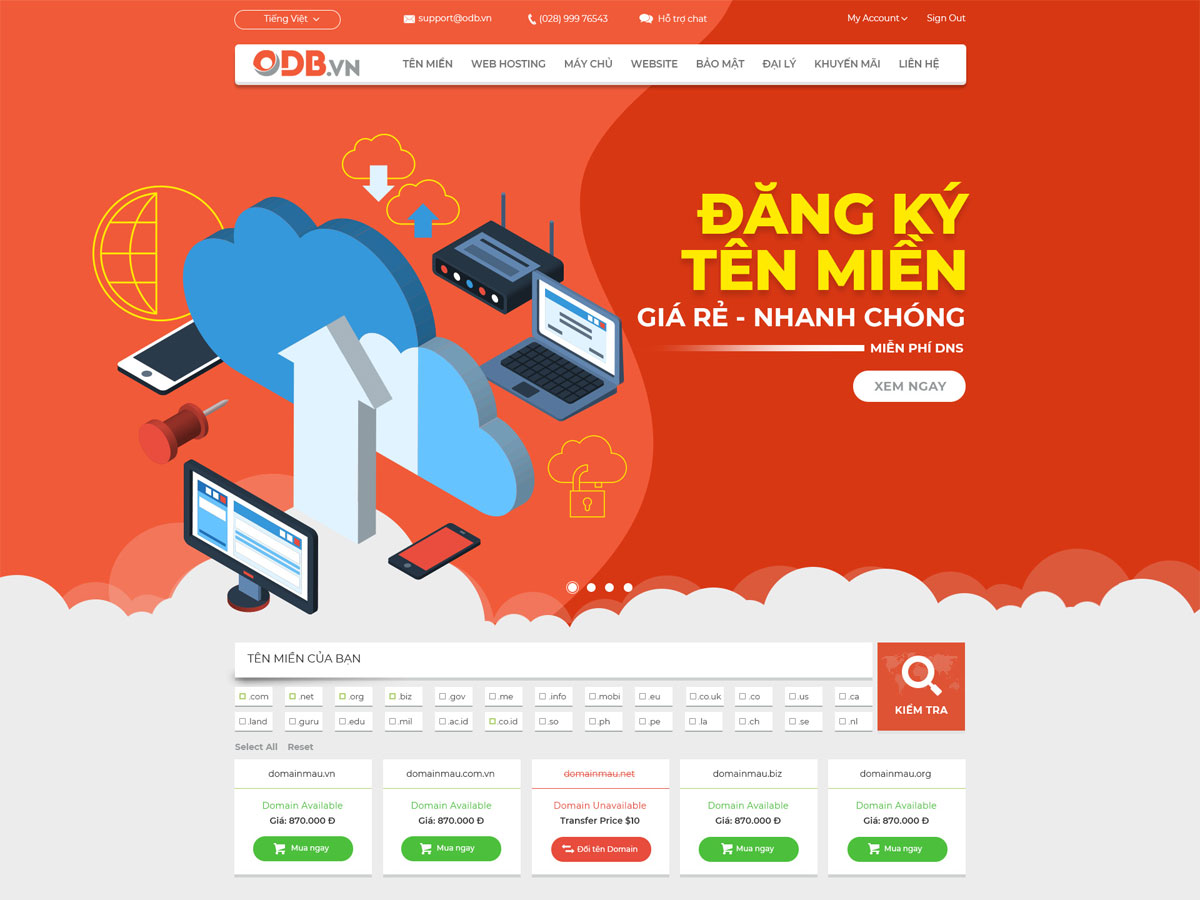 Tiếng Việt
support@odb.vn
(028) 999 76543
Hỗ trợ chat
My Account
Sign Out
ODB.VN
TÊN MIỀN WEB HOSTING MÁY CHỦ WEBSITE BẢO MẬT ĐẠI LÝ KHUYẾN MÃI LIÊN HỆ
ĐĂNG KÝ
TÊN MIỀN
GIÁ RẺ - NHANH CHÓNG
MIỄN PHÍ DNS
XEM NGAY
TÊN MIỀN CỦA BẠN
KIỂM TRA
.com .net .org .biz .gov .me .info .mobi .eu .co.uk .co .us .ca
.land .guru .edu .mil .ac.id .co.id .so .ph .pe .la .ch .se .nl
Select All Reset
domainmau.vn
Domain Available
Giá: 870.000 Đ
Mua ngay
domainmau.com.vn
Domain Available
Giá: 870.000 Đ
Mua ngay
domainmau.net
Domain Unavailable
Transfer Price $10
Đổi tên Domain
domainmau.biz
Domain Available
Giá: 870.000 Đ
Mua ngay
domainmau.org
Domain Available
Giá: 870.000 Đ
Mua ngay